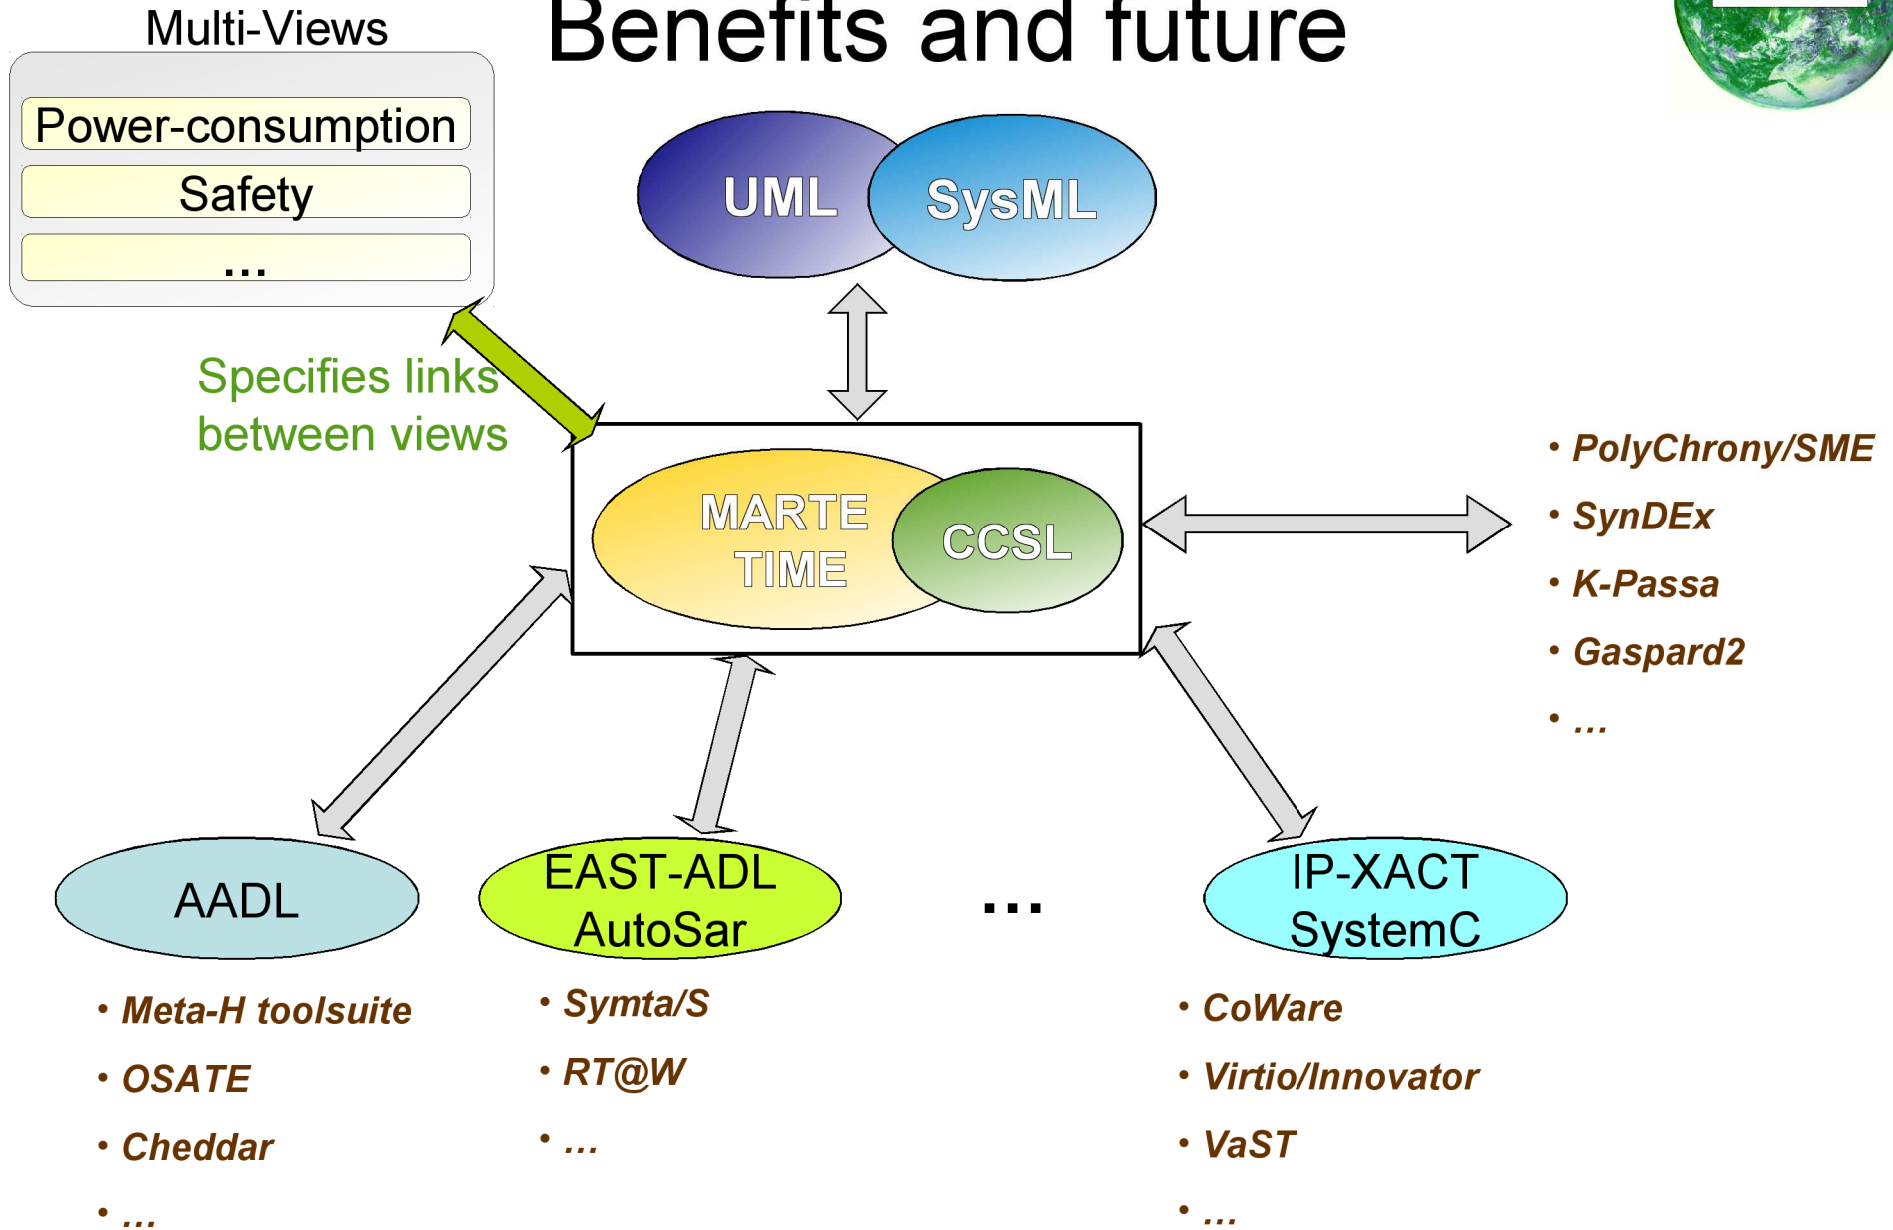 Benefits and future
Multi-Views
Power-consumption
Safety
...
UML
SysML
Specifies links
between views
MARTE
TIME
CCSL
• PolyChrony/SME
• SynDEx
• K-Passa
• Gaspard2
• ...
AADL
• Meta-H toolsuite
• OSATE
• Cheddar
• ...
EAST-ADL
AutoSar
• Symta/S
• RT@W
• ...
...
IP-XACT
SystemC
• CoWare
• Virtio/Innovator
• VaST
• ...